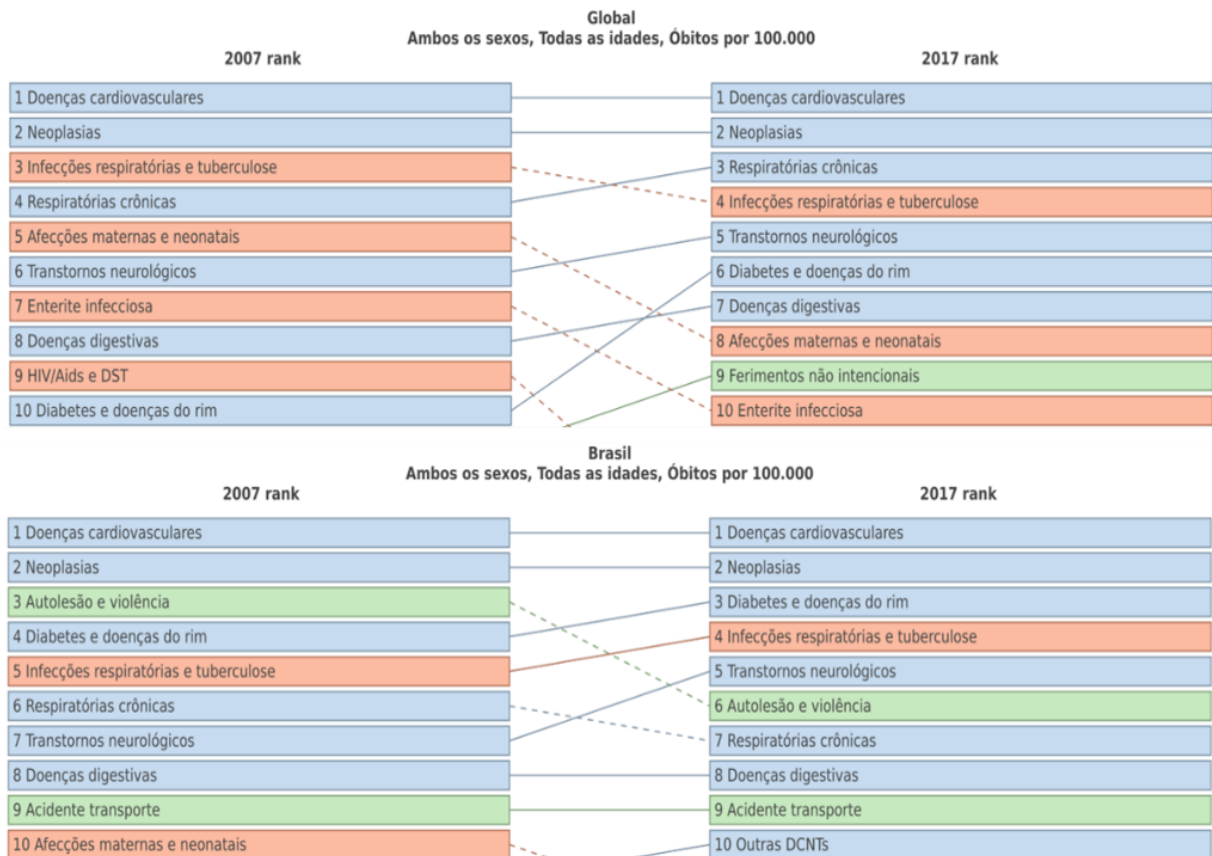 Global
Ambos os sexos, Todas as idades, Óbitos por 100.000
2007 rank
2017 rank
1 Doenças cardiovasculares
1 Doenças cardiovasculares
2 Neoplasias
2 Neoplasias
3 Infecções respiratórias e tuberculose
3 Respiratórias crônicas
4 Respiratórias crônicas
4 Infecções respiratórias e tuberculose
5 Afecções maternas e neonatais
5 Transtornos neurológicos
6 Transtornos neurológicos
6 Diabetes e doenças do rim
7 Enterite infecciosa
7 Doenças digestivas
8 Doenças digestivas
8 Afecções maternas e neonatais
9 HIV/Aids e DST
9 Ferimentos não intencionais
10 Diabetes e doenças do rim
10 Enterite infecciosa
Brasil
Ambos os sexos, Todas as idades, Óbitos por 100.000
2007 rank
2017 rank
1 Doenças cardiovasculares
1 Doenças cardiovasculares
2 Neoplasias
2 Neoplasias
3 Autolesão e violência
3 Diabetes e doenças do rim
4 Diabetes e doenças do rim
4 Infecções respiratórias e tuberculose
5 Infecções respiratórias e tuberculose
5 Transtornos neurológicos
6 Respiratórias crônicas
6 Autolesão e violência
7 Transtornos neurológicos
7 Respiratórias crônicas
8 Doenças digestivas
8 Doenças digestivas
9 Acidente transporte
9 Acidente transporte
10 Afecções maternas e neonatais
10 Outras DCNTs